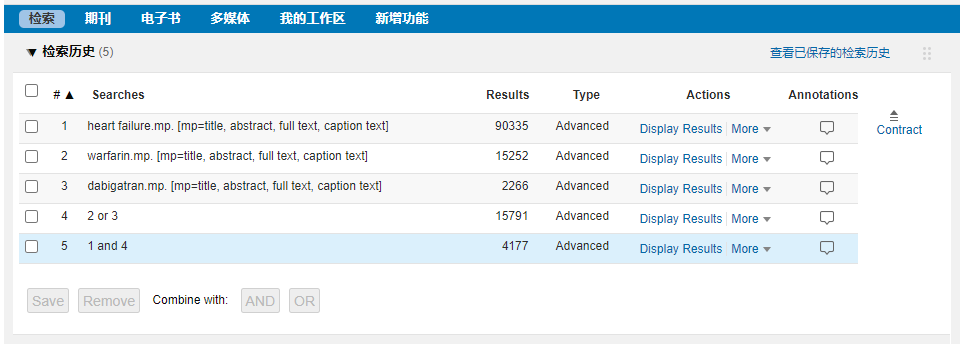 检索 期刊 电子书 多媒体 我的工作区 新增功能
▼ 检索历史 (5) 查看已保存的检索历史
# ▲ Searches Results Type Actions Annotations
1 heart failure.mp. [mp=title, abstract, full text, caption text] 90335 Advanced Display Results More
Contract
2 warfarin.mp. [mp=title, abstract, full text, caption text] 15252 Advanced Display Results More
3 dabigatran.mp. [mp=title, abstract, full text, caption text] 2266 Advanced Display Results More
4 2 or 3 15791 Advanced Display Results More
5 1 and 4 4177 Advanced Display Results More
Save Remove Combine with: AND OR